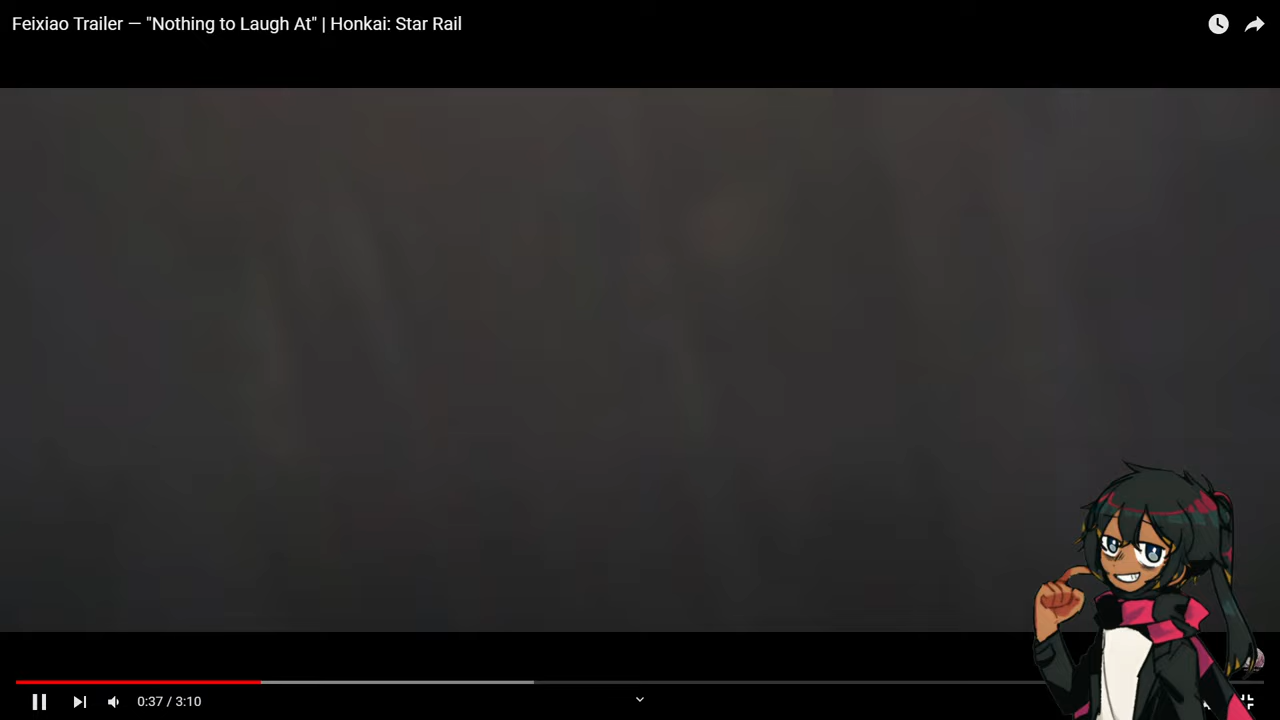 Feixiao Trailer — "Nothing to Laugh At" | Honkai: Star Rail
0:37 / 3:10